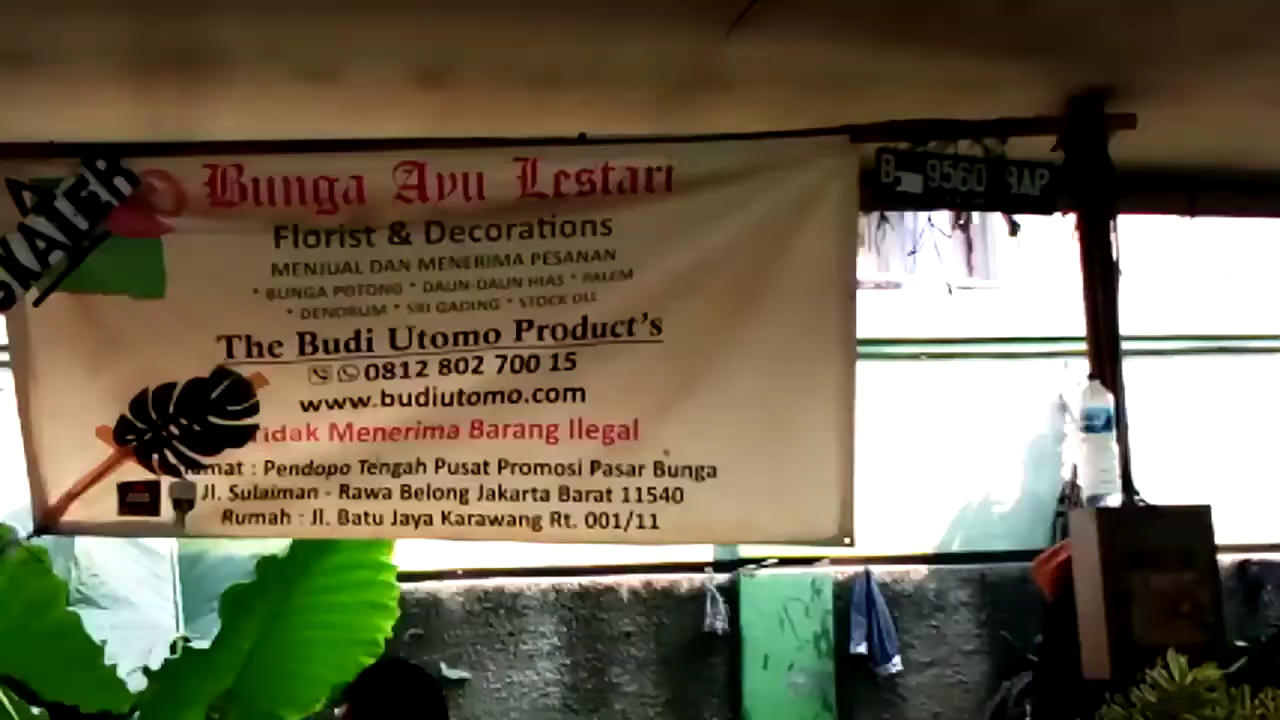 SKATER
Bunga Ayu Lestari
Florist & Decorations
MENJUAL DAN MENERIMA PESANAN
* BUNGA POTONG * DAUN-DAUN HIAS * PALEM
* DENDRUM * SRI GADING * STOCK DLL
The Budi Utomo Product's
0812 802 700 15
www.budiutomo.com
Tidak Menerima Barang Ilegal
: Pendopo Tengah Pusat Promosi Pasar Bunga
Jl. Sulaiman - Rawa Belong Jakarta Barat 11540
Rumah : Jl. Batu Jaya Karawang Rt. 001/11
B 9560